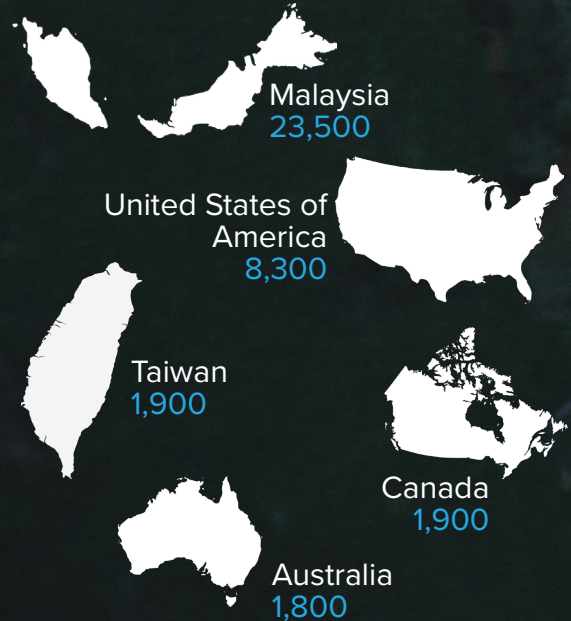 Malaysia
23,500
United States of
America
8,300
Taiwan
1,900
Canada
1,900
Australia
1,800